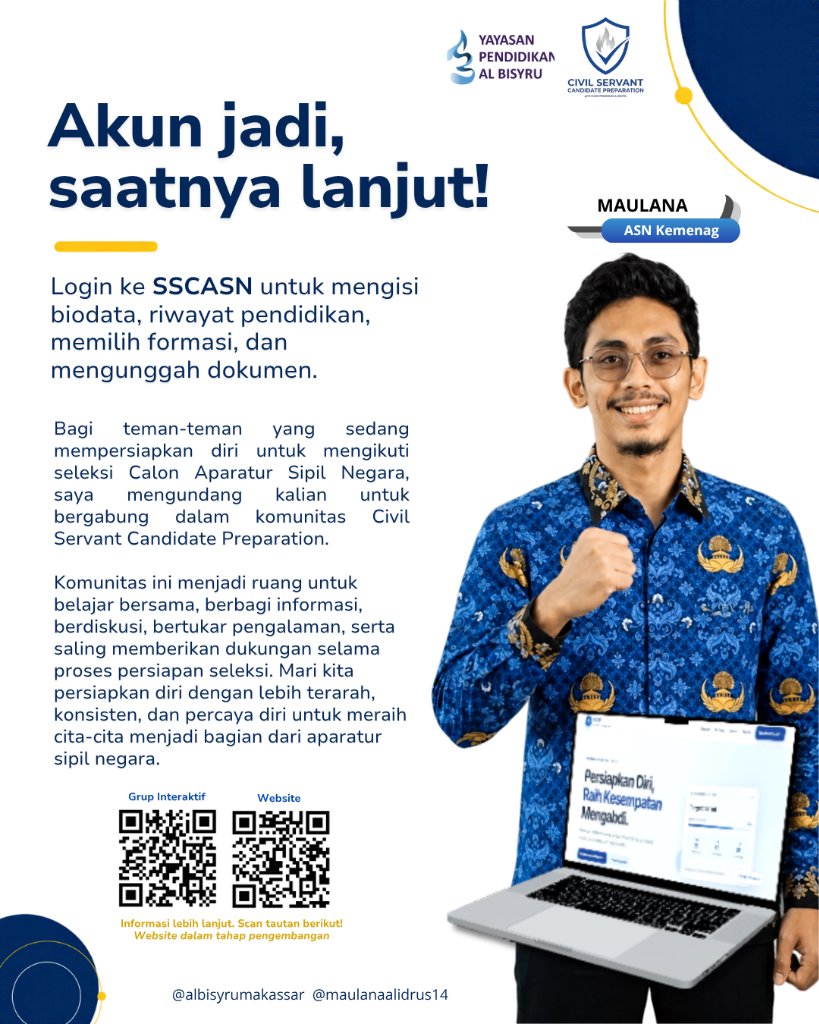 YAYASAN
PENDIDIKAN
AL BISYRU
CIVIL SERVANT
CANDIDATE PREPARATION
Akun jadi,
saatnya lanjut!
MAULANA
ASN Kemenag
Login ke SSCASN untuk mengisi
biodata, riwayat pendidikan,
memilih formasi, dan
mengunggah dokumen.
Bagi teman-teman yang sedang
mempersiapkan diri untuk mengikuti
seleksi Calon Aparatur Sipil Negara,
saya mengundang kalian untuk
bergabung dalam komunitas Civil
Servant Candidate Preparation.
Komunitas ini menjadi ruang untuk
belajar bersama, berbagi informasi,
berdiskusi, bertukar pengalaman, serta
saling memberikan dukungan selama
proses persiapan seleksi. Mari kita
persiapkan diri dengan lebih terarah,
konsisten, dan percaya diri untuk meraih
cita-cita menjadi bagian dari aparatur
sipil negara.
Persiapkan Diri,
Raih Kesempatan
Mengabdi.
Grup Interaktif
Website
Informasi lebih lanjut. Scan tautan berikut!
Website dalam tahap pengembangan
@albisyrumakassar @maulanaalidrus14